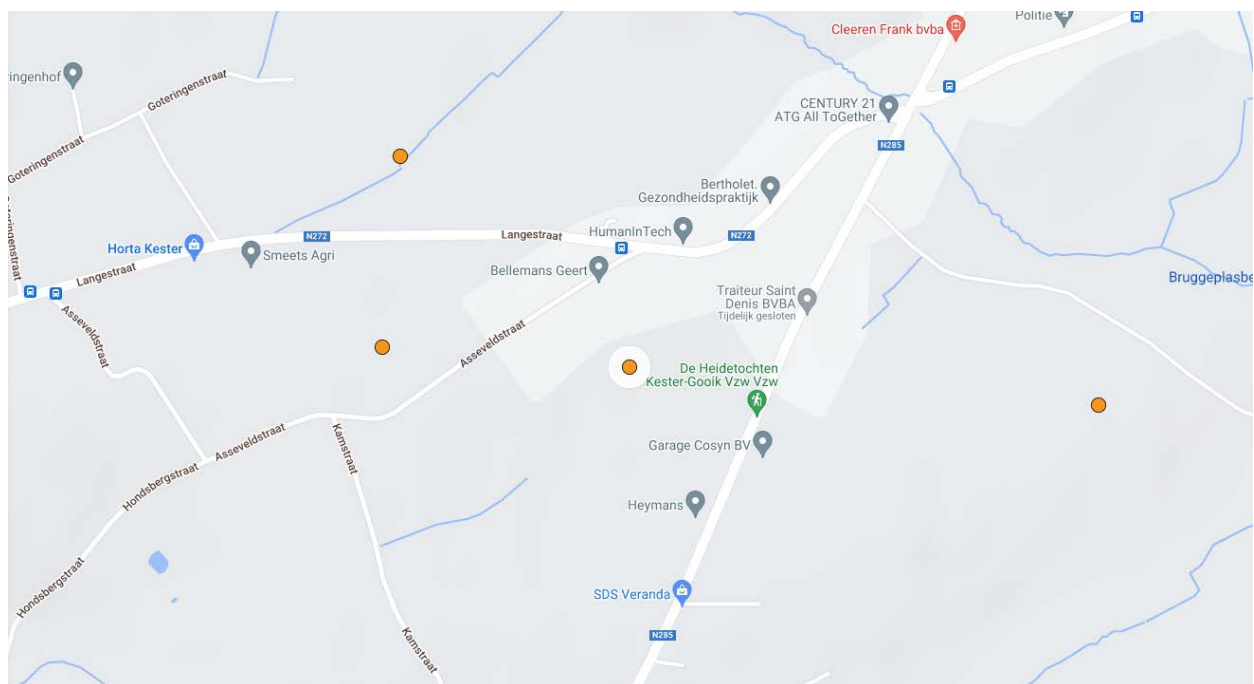 Politie
Cleeren Frank bvba
ringenhof
Goteringenstraat
CENTURY 21
ATG All ToGether
N285
Goteringenstraat
Bertholet.
Gezondheidspraktijk
Goteringenstraat
HumanInTech
N272
Langestraat
N272
Horta Kester
Smeets Agri
Bellemans Geert
Langestraat
Bruggeplasbe
Traiteur Saint
Denis BVBA
Tijdelijk gesloten
Asseveldstraat
Asseveldstraat
De Heidetochten
Kester-Gooik Vzw Vzw
Asseveldstraat
Kamstraat
Garage Cosyn BV
Hondsbergstraat
Heymans
Hondsbergstraat
SDS Veranda
N285
Kamstraat